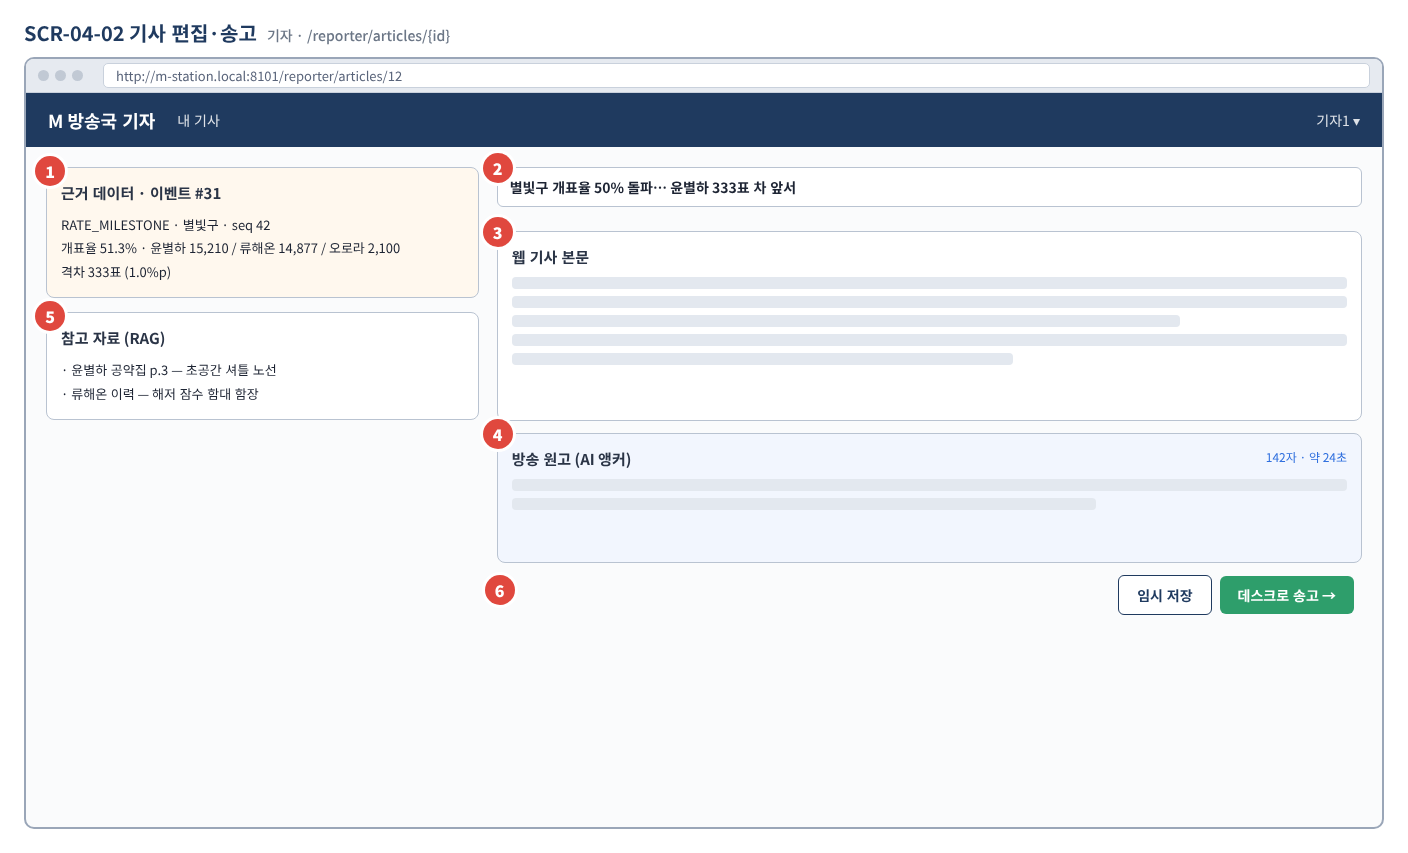 SCR-04-02 기사 편집·송고 기자 · /reporter/articles/{id}
http://m-station.local:8101/reporter/articles/12
M 방송국 기자 내 기사 기자1 ▾
1
근거 데이터 · 이벤트 #31
RATE_MILESTONE · 별빛구 · seq 42
개표율 51.3% · 윤별하 15,210 / 류해온 14,877 / 오로라 2,100
격차 333표 (1.0%p)
5
참고 자료 (RAG)
· 윤별하 공약집 p.3 — 초공간 셔틀 노선
· 류해온 이력 — 해저 잠수 함대 함장
2
별빛구 개표율 50% 돌파… 윤별하 333표 차 앞서
3
웹 기사 본문
4
방송 원고 (AI 앵커) 142자 · 약 24초
6
임시 저장 데스크로 송고 →